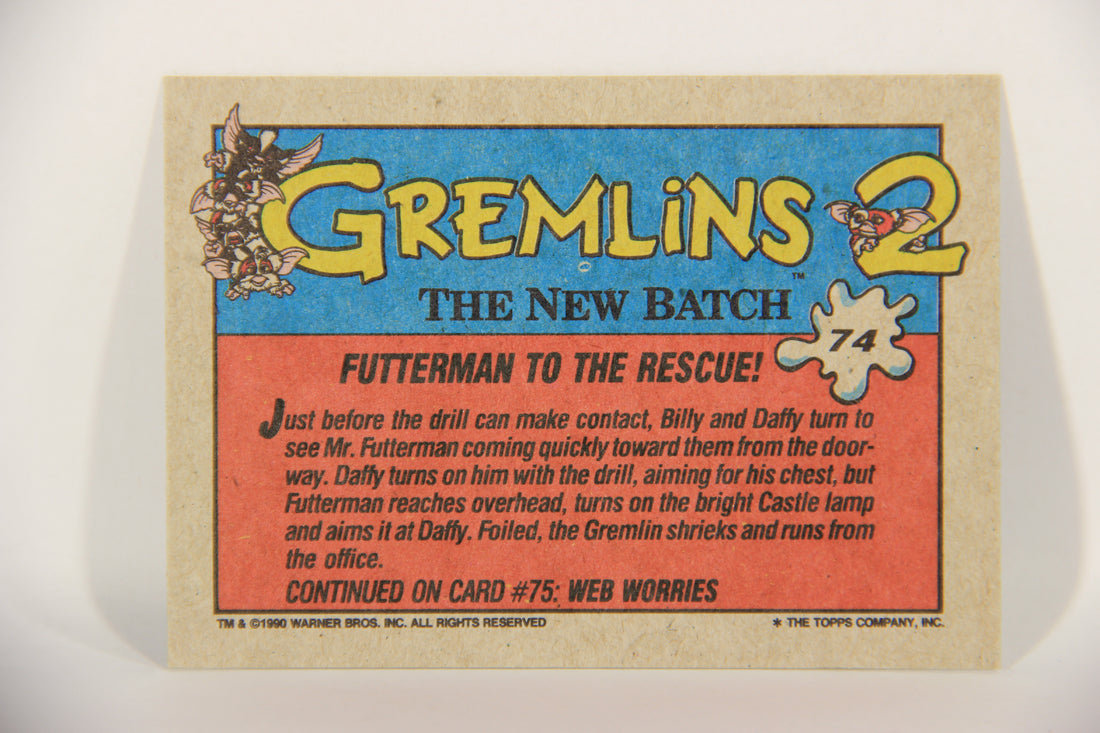 GREMLiNS 2
™
THE NEW BATCH
74
FUTTERMAN TO THE RESCUE!
Just before the drill can make contact, Billy and Daffy turn to
see Mr. Futterman coming quickly toward them from the door-
way. Daffy turns on him with the drill, aiming for his chest, but
Futterman reaches overhead, turns on the bright Castle lamp
and aims it at Daffy. Foiled, the Gremlin shrieks and runs from
the office.
CONTINUED ON CARD #75: WEB WORRIES
TM & ©1990 WARNER BROS. INC. ALL RIGHTS RESERVED
* THE TOPPS COMPANY, INC.